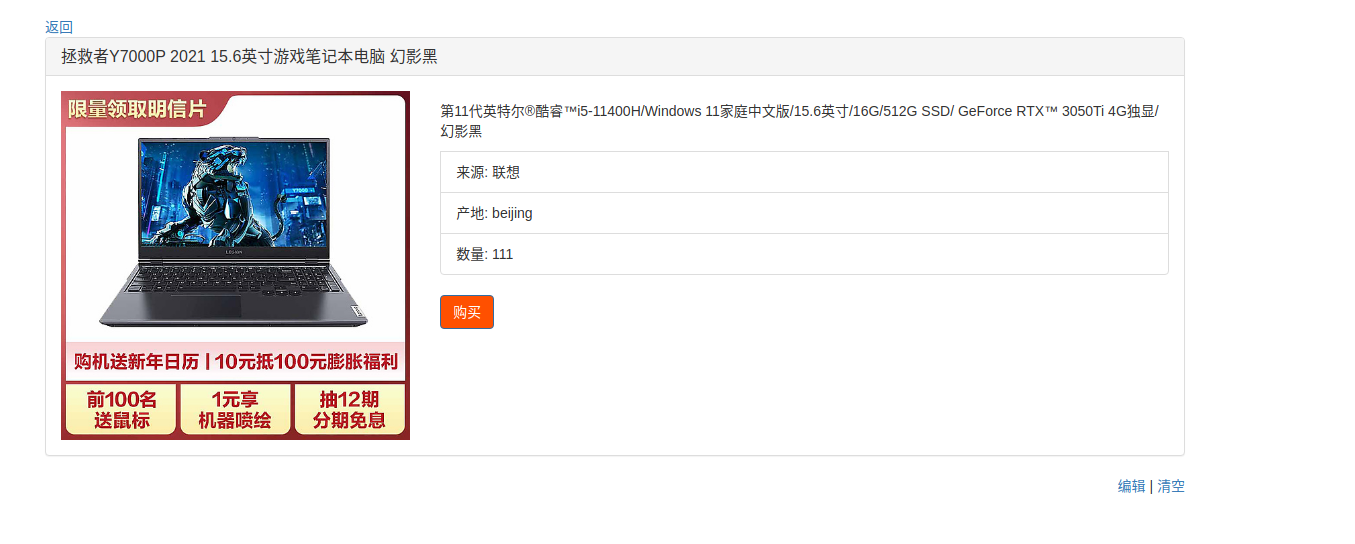 返回
拯救者Y7000P 2021 15.6英寸游戏笔记本电脑 幻影黑
限量领取明信片
Y7000
LEGION
Lenovo
购机送新年日历 | 10元抵100元膨胀福利
前100名
送鼠标
1元享
机器喷绘
抽12期
分期免息
第11代英特尔®酷睿™i5-11400H/Windows 11家庭中文版/15.6英寸/16G/512G SSD/ GeForce RTX™ 3050Ti 4G独显/
幻影黑
来源: 联想
产地: beijing
数量: 111
购买
编辑 | 清空